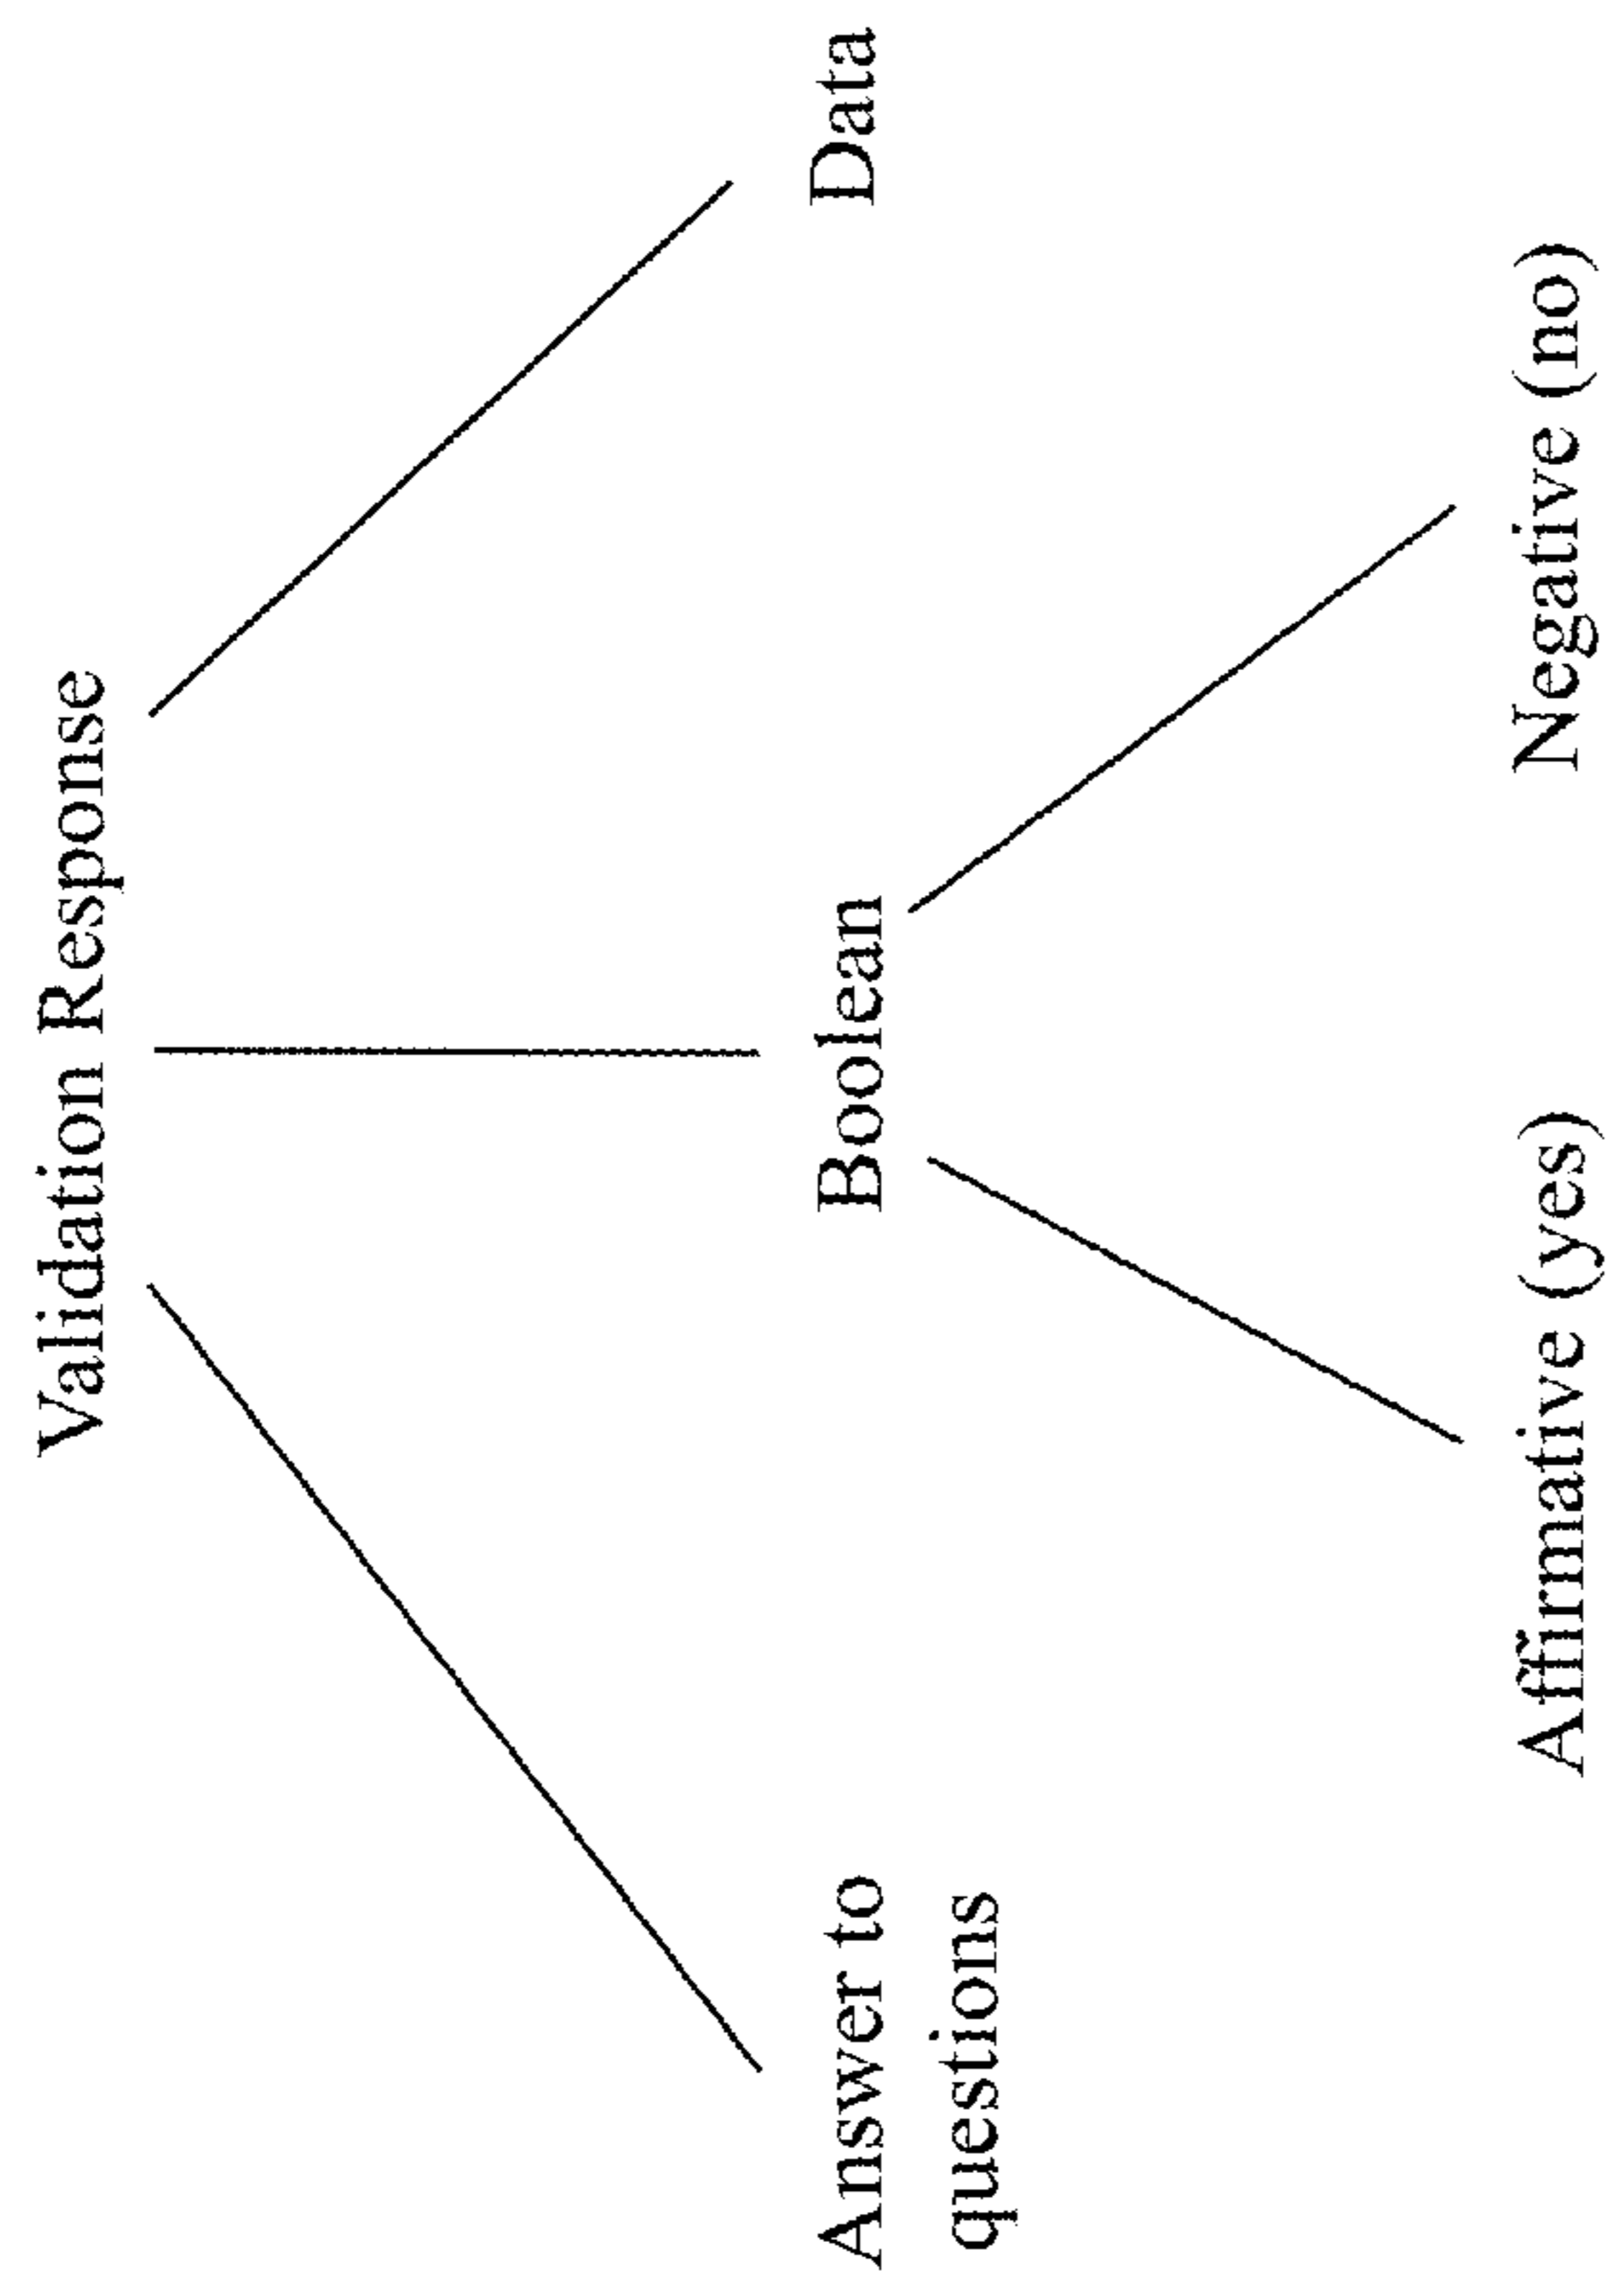 Validation Response
Answer to
questions
Boolean
Data
Affirmative (yes)
Negative (no)